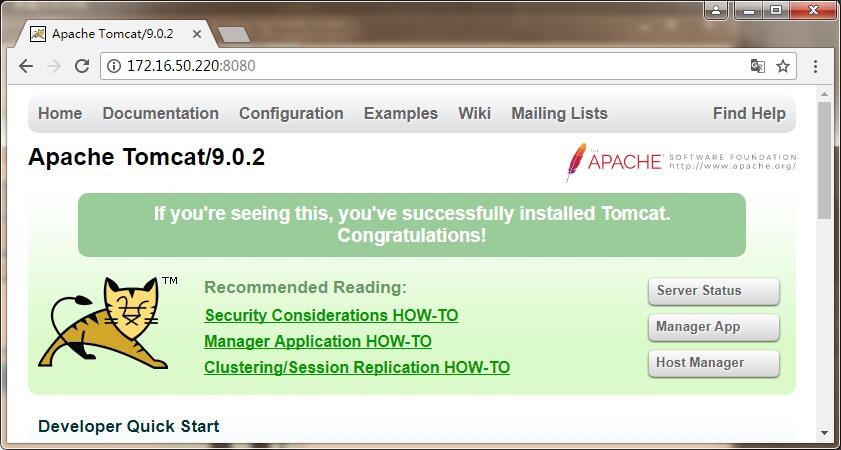 Apache Tomcat/9.0.2
172.16.50.220:8080
Home Documentation Configuration Examples Wiki Mailing Lists Find Help
Apache Tomcat/9.0.2
THE APACHE® SOFTWARE FOUNDATION
http://www.apache.org/
If you're seeing this, you've successfully installed Tomcat.
Congratulations!
TM
Recommended Reading:
Security Considerations HOW-TO
Manager Application HOW-TO
Clustering/Session Replication HOW-TO
Server Status
Manager App
Host Manager
Developer Quick Start